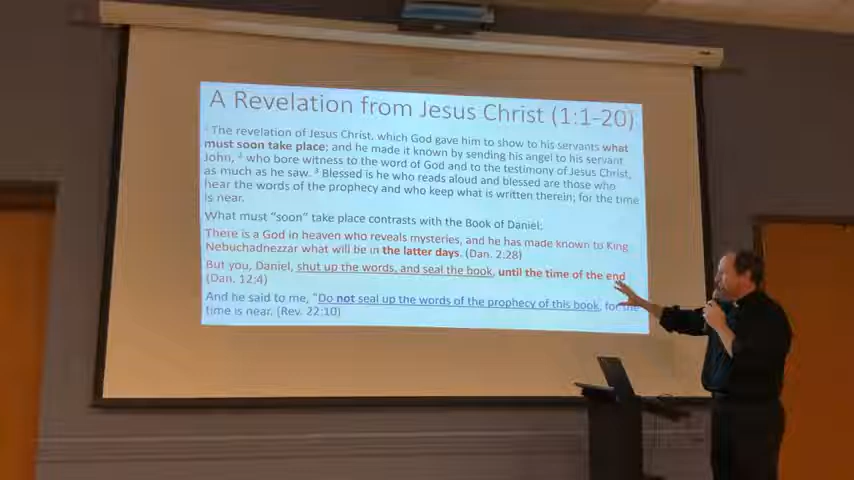 A Revelation from Jesus Christ (1:1-20)
1 The revelation of Jesus Christ, which God gave him to show to his servants what
must soon take place; and he made it known by sending his angel to his servant
John, 2 who bore witness to the word of God and to the testimony of Jesus Christ,
as much as he saw. 3 Blessed is he who reads aloud and blessed are those who
hear the words of the prophecy and who keep what is written therein; for the time
is near.
What must “soon” take place contrasts with the Book of Daniel:
There is a God in heaven who reveals mysteries, and he has made known to King
Nebuchadnezzar what will be in the latter days. (Dan. 2:28)
But you, Daniel, shut up the words, and seal the book, until the time of the end
(Dan. 12:4)
And he said to me, “Do not seal up the words of the prophecy of this book, for the
time is near. (Rev. 22:10)